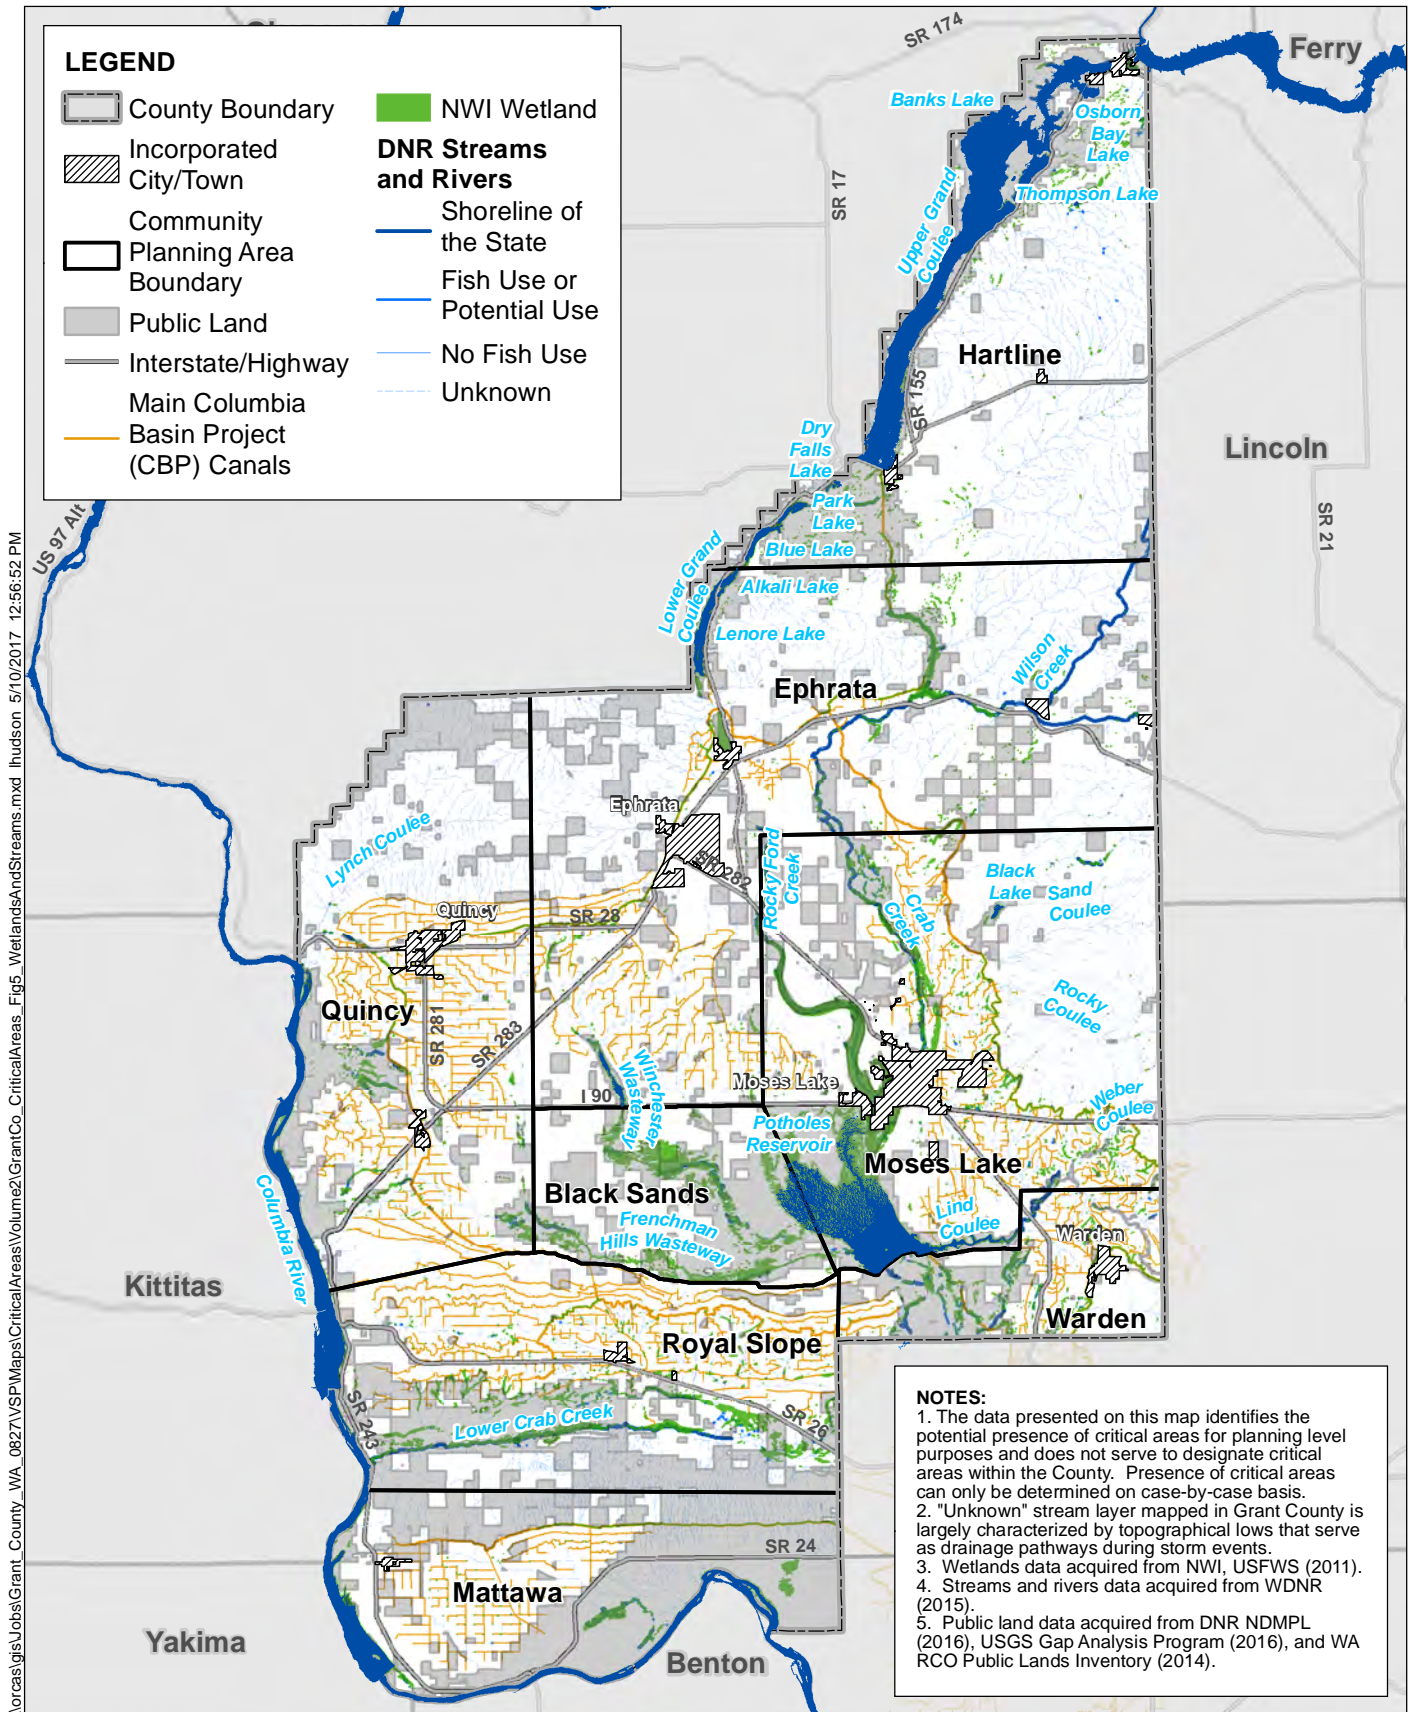 LEGEND
County Boundary
Incorporated
City/Town
Community
Planning Area
Boundary
Public Land
Interstate/Highway
Main Columbia
Basin Project
(CBP) Canals
NWI Wetland
DNR Streams
and Rivers
Shoreline of
the State
Fish Use or
Potential Use
No Fish Use
Unknown
SR 174
Ferry
Banks Lake
Osborn
Bay
Lake
Thompson Lake
SR 17
Upper Grand
Coulee
Hartline
SR 155
Dry
Falls
Lake
Lincoln
Park
Lake
SR 21
US 97 Alt
Blue Lake
Lower Grand
Coulee
Alkali Lake
Lenore Lake
Wilson
Creek
Ephrata
Ephrata
Lynch Coulee
SR 282
Rocky Ford
Creek
Black
Lake
Sand
Coulee
Crab
Creek
Quincy
SR 28
Rocky
Coulee
Quincy
SR 281
SR 283
Winchester
Wasteway
Moses Lake
I 90
Weber
Coulee
Potholes
Reservoir
Moses Lake
Columbia River
Black Sands
Frenchman
Hills Wasteway
Lind
Coulee
Warden
Kittitas
Warden
Royal Slope
SR 243
Lower Crab Creek
SR 26
SR 24
Mattawa
Yakima
Benton
NOTES:
1. The data presented on this map identifies the
potential presence of critical areas for planning level
purposes and does not serve to designate critical
areas within the County. Presence of critical areas
can only be determined on case-by-case basis.
2. "Unknown" stream layer mapped in Grant County is
largely characterized by topographical lows that serve
as drainage pathways during storm events.
3. Wetlands data acquired from NWI, USFWS (2011).
4. Streams and rivers data acquired from WDNR
(2015).
5. Public land data acquired from DNR NDMPL
(2016), USGS Gap Analysis Program (2016), and WA
RCO Public Lands Inventory (2014).
\orcas\gis\Jobs\Grant_County_WA_0827\VSP\Maps\CriticalAreas\Volume2\GrantCo_CriticalAreas_Fig5_WetlandsAndStreams.mxd lhudson 5/10/2017 12:56:52 PM